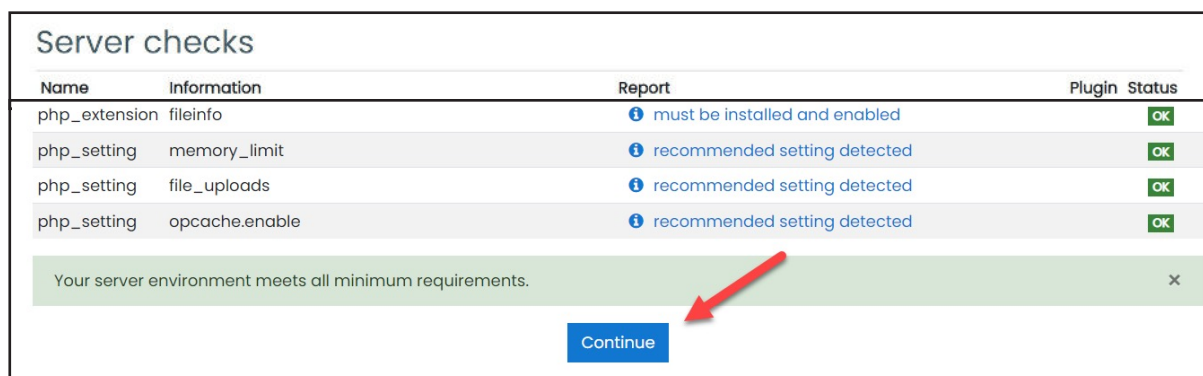 Server checks
Name Information Report Plugin Status
php_extension fileinfo must be installed and enabled OK
php_setting memory_limit recommended setting detected OK
php_setting file_uploads recommended setting detected OK
php_setting opcache.enable recommended setting detected OK
Your server environment meets all minimum requirements. ×
Continue